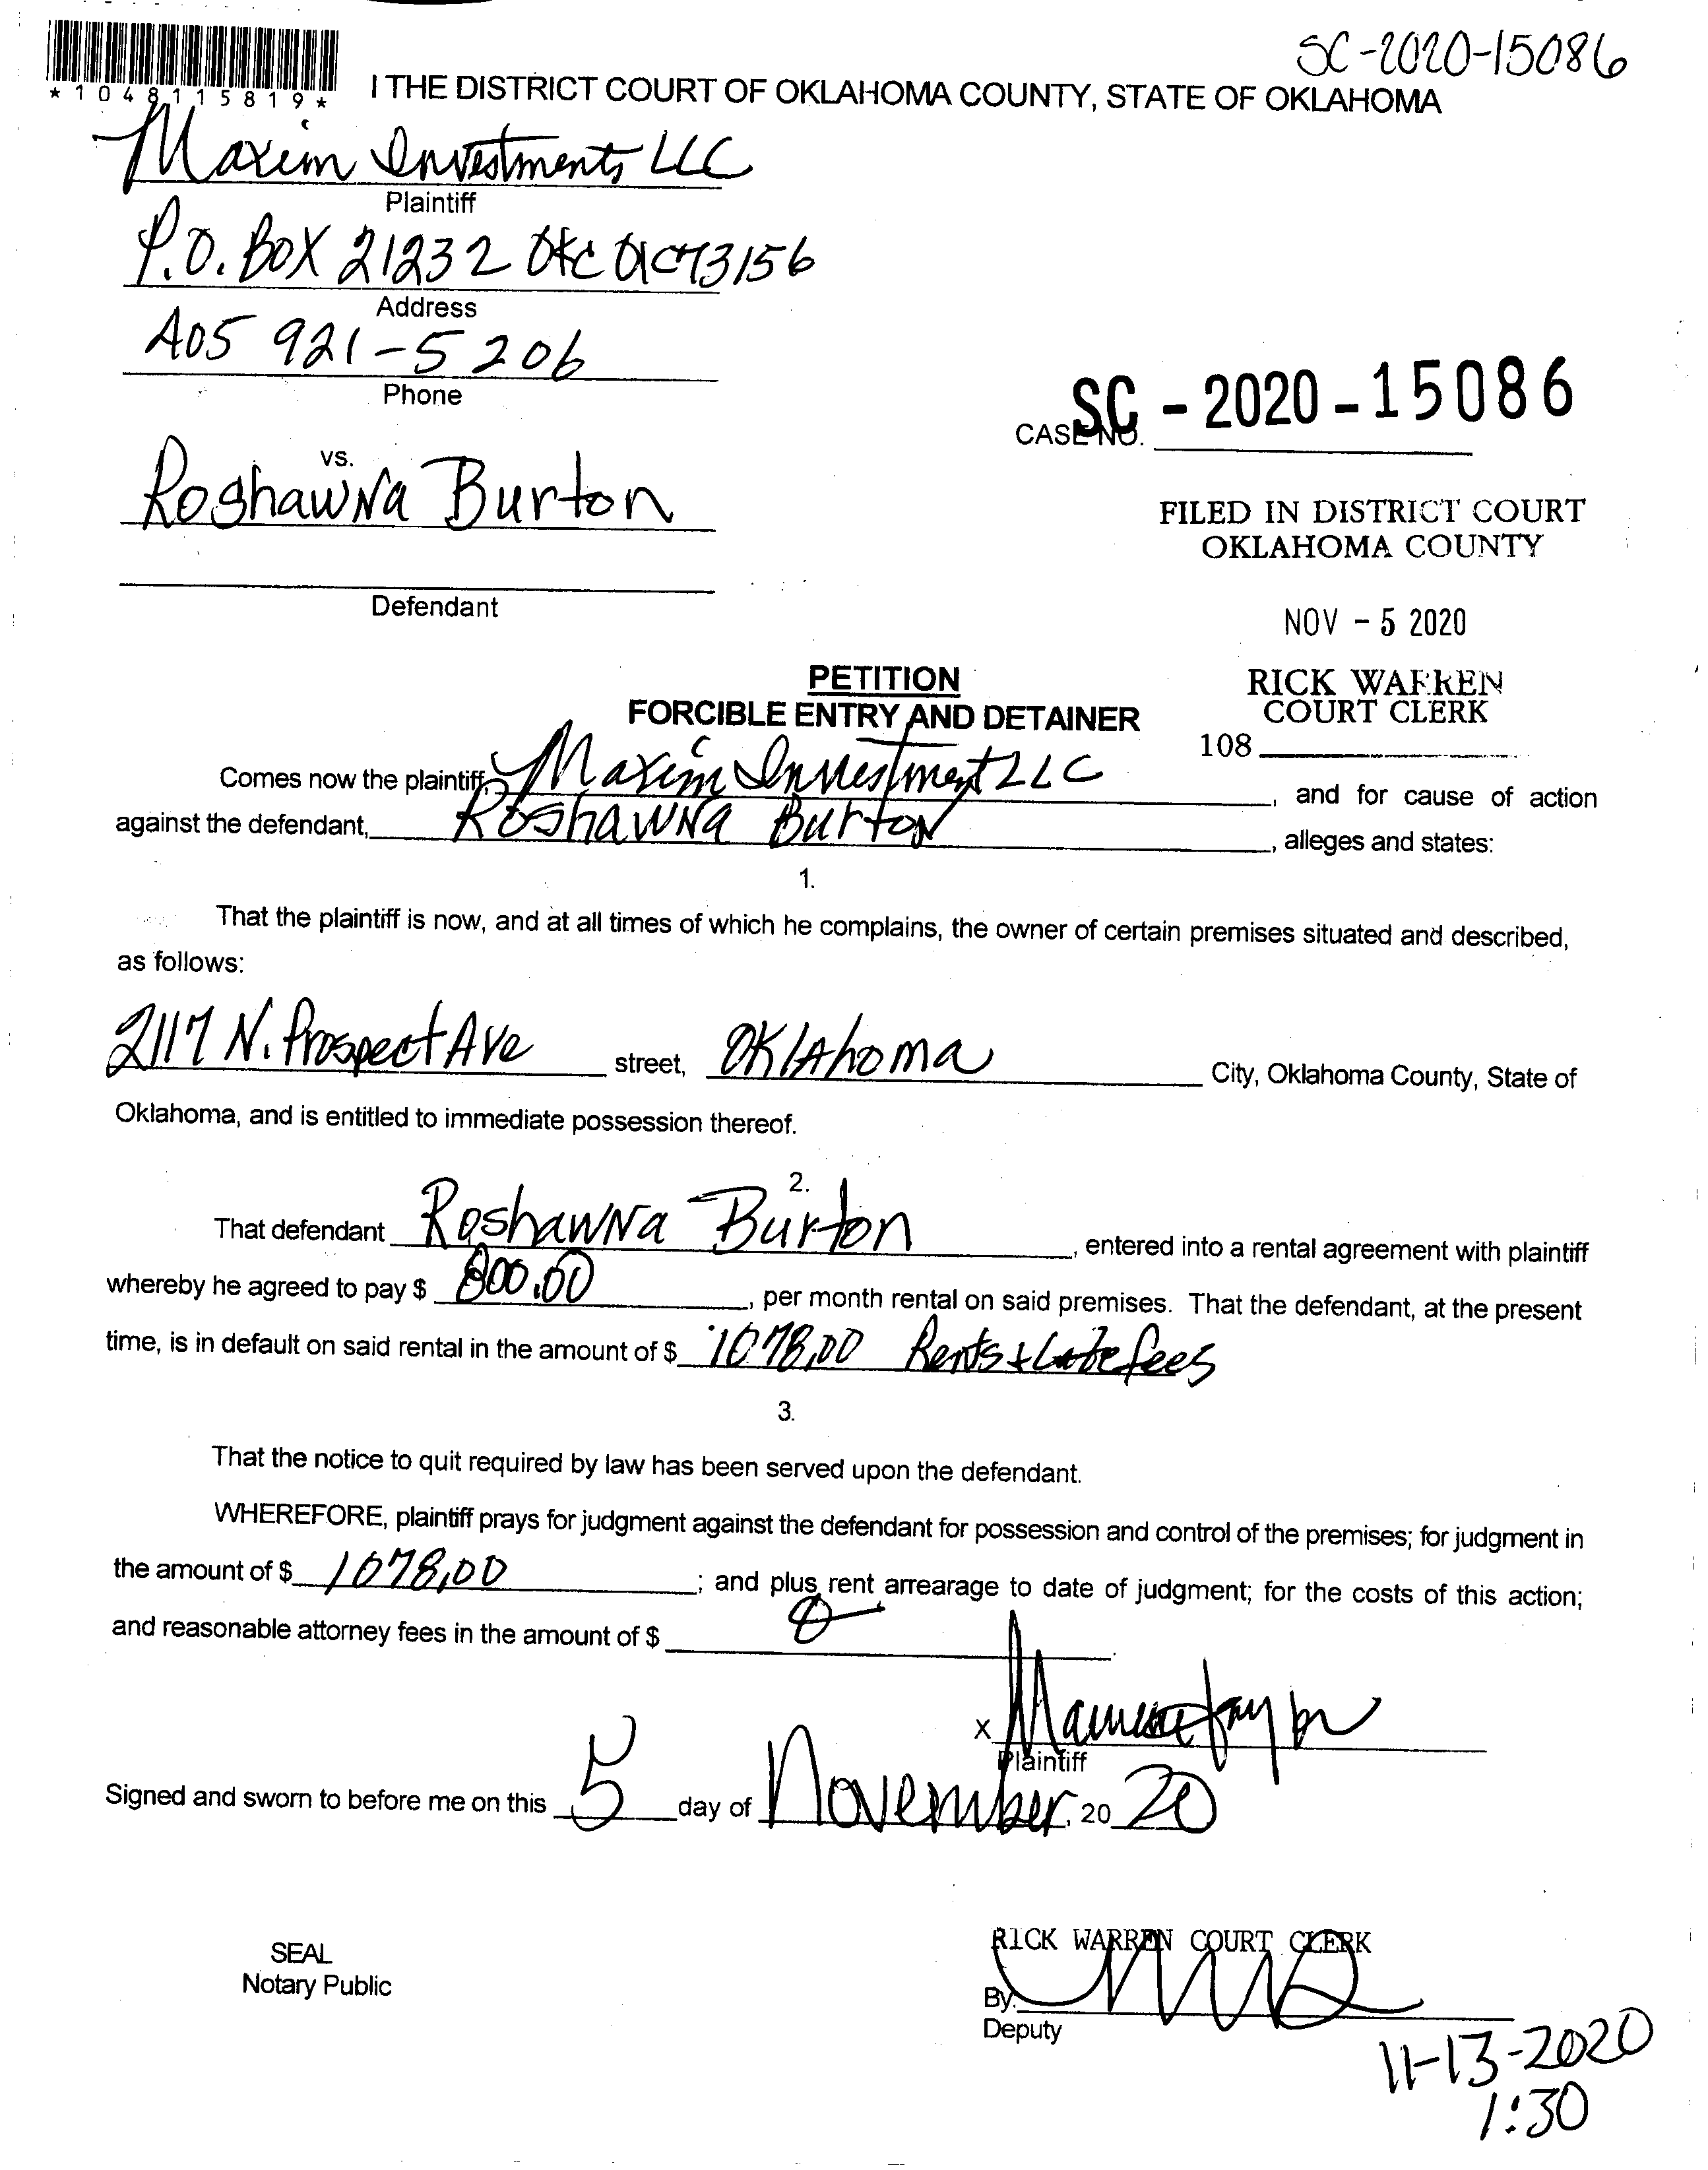 SC-2020-15086
*1048115819*
I THE DISTRICT COURT OF OKLAHOMA COUNTY, STATE OF OKLAHOMA
Maxim Investments LLC
Plaintiff
P.O. BOX 21232 OKC OK 73156
Address
405 921-5206
Phone
CASE NO. SC-2020-15086
vs.
Roshawna Burton
Defendant
FILED IN DISTRICT COURT
OKLAHOMA COUNTY
NOV - 5 2020
RICK WARREN
COURT CLERK
108
PETITION
FORCIBLE ENTRY AND DETAINER
Comes now the plaintiff, Maxim Investment LLC, and for cause of action
against the defendant, Roshawna Burton, alleges and states:
1.
That the plaintiff is now, and at all times of which he complains, the owner of certain premises situated and described,
as follows:
2117 N. Prospect Ave street, Oklahoma City, Oklahoma County, State of
Oklahoma, and is entitled to immediate possession thereof.
2.
That defendant Roshawna Burton, entered into a rental agreement with plaintiff
whereby he agreed to pay $ 800.00, per month rental on said premises. That the defendant, at the present
time, is in default on said rental in the amount of $ 1078.00 Rents + Late fees
3.
That the notice to quit required by law has been served upon the defendant.
WHEREFORE, plaintiff prays for judgment against the defendant for possession and control of the premises; for judgment in
the amount of $ 1078.00; and plus rent arrearage to date of judgment; for the costs of this action;
and reasonable attorney fees in the amount of $ 0.
X
Plaintiff
Signed and sworn to before me on this 5 day of November, 20 20
SEAL
Notary Public
RICK WARREN COURT CLERK
By:
Deputy
11-13-2020
1:30